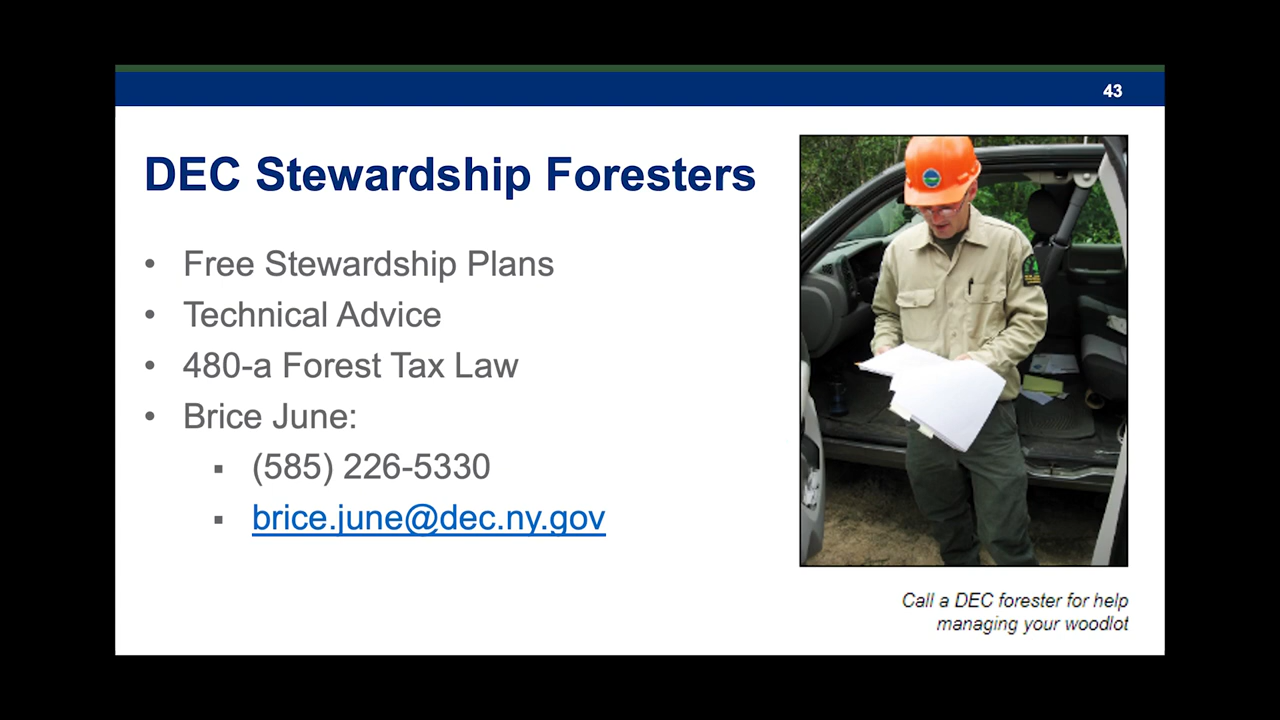 43
DEC Stewardship Foresters
• Free Stewardship Plans
• Technical Advice
• 480-a Forest Tax Law
• Brice June:
▪ (585) 226-5330
▪ brice.june@dec.ny.gov
Call a DEC forester for help
managing your woodlot